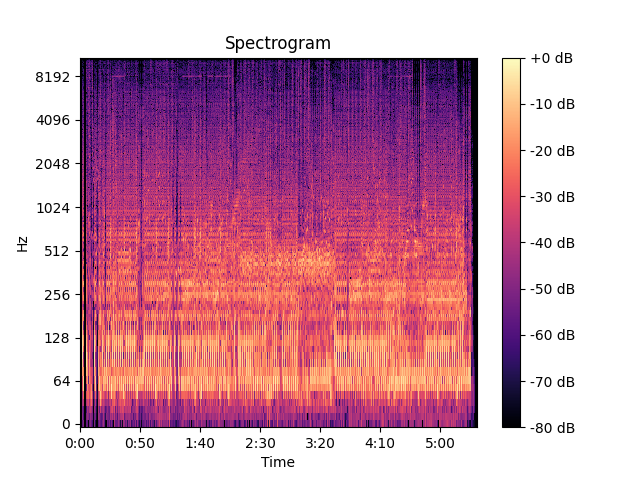 Spectrogram
8192
4096
2048
1024
512
256
128
64
0
Hz
0:00 0:50 1:40 2:30 3:20 4:10 5:00
Time
+0 dB
-10 dB
-20 dB
-30 dB
-40 dB
-50 dB
-60 dB
-70 dB
-80 dB